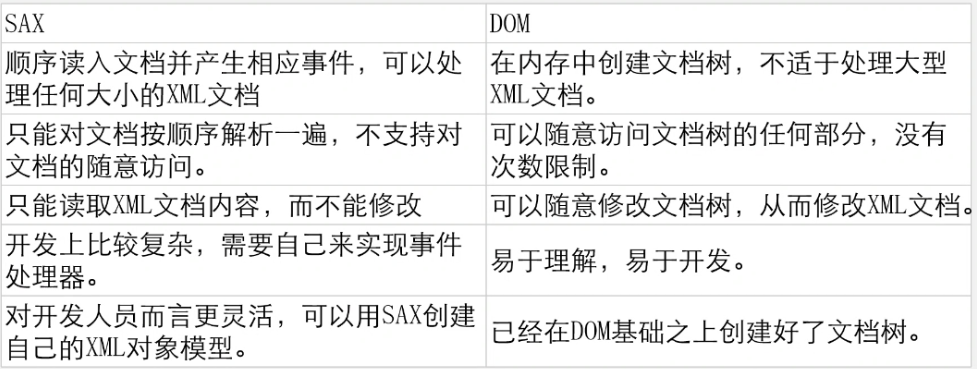 SAX
DOM
顺序读入文档并产生相应事件，可以处
理任何大小的XML文档
在内存中创建文档树，不适于处理大型
XML文档。
只能对文档按顺序解析一遍，不支持对
文档的随意访问。
可以随意访问文档树的任何部分，没有
次数限制。
只能读取XML文档内容，而不能修改
可以随意修改文档树，从而修改XML文档。
开发上比较复杂，需要自己来实现事件
处理器。
易于理解，易于开发。
对开发人员而言更灵活，可以用SAX创建
自己的XML对象模型。
已经在DOM基础之上创建好了文档树。